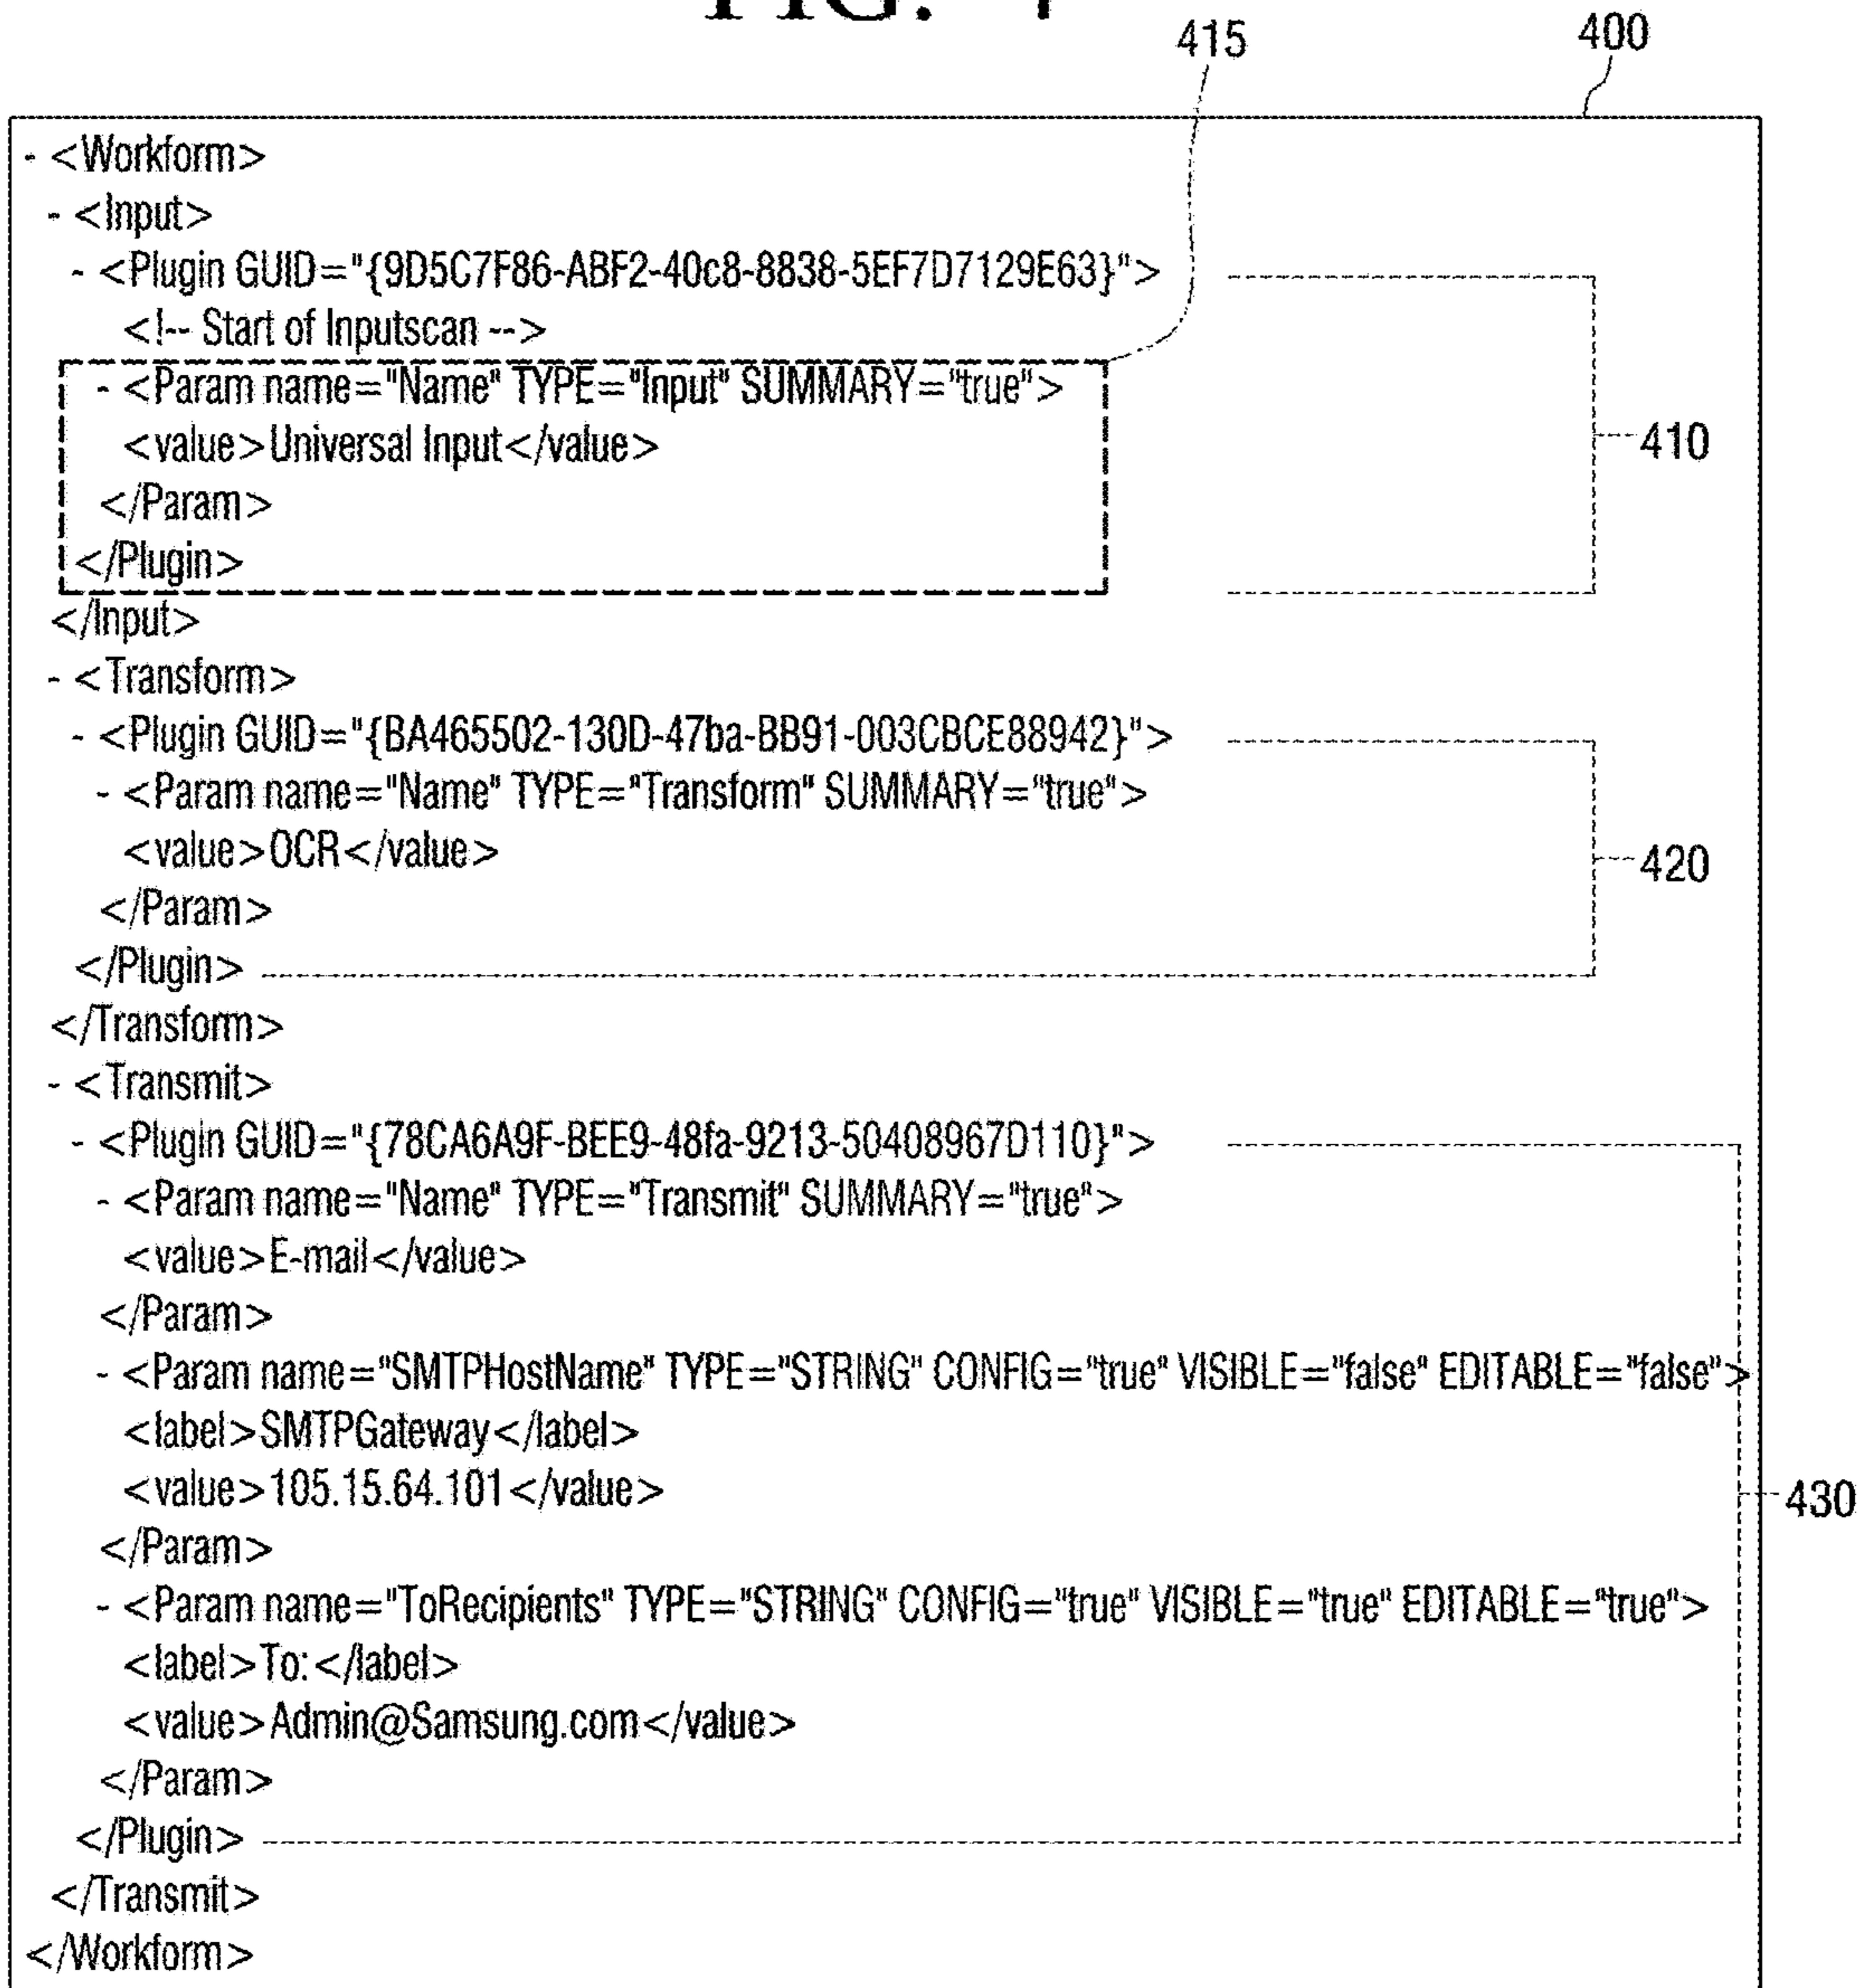 FIG. 4
415
400
- <Workform>
- <Input>
- <Plugin GUID="{9D5C7F86-ABF2-40c8-8838-5EF7D7129E63}">
<!-- Start of Inputscan -->
- <Param name="Name" TYPE="Input" SUMMARY="true">
<value>Universal Input</value>
410
</Param>
</Plugin>
</Input>
- <Transform>
- <Plugin GUID="{BA465502-130D-47ba-BB91-003CBCE88942}">
- <Param name="Name" TYPE="Transform" SUMMARY="true">
<value>OCR</value>
420
</Param>
</Plugin>
</Transform>
- <Transmit>
- <Plugin GUID="{78CA6A9F-BEE9-48fa-9213-50408967D110}">
- <Param name="Name" TYPE="Transmit" SUMMARY="true">
<value>E-mail</value>
</Param>
- <Param name="SMTPHostName" TYPE="STRING" CONFIG="true" VISIBLE="false" EDITABLE="false">
<label>SMTPGateway</label>
<value>105.15.64.101</value>
430
</Param>
- <Param name="ToRecipients" TYPE="STRING" CONFIG="true" VISIBLE="true" EDITABLE="true">
<label>To:</label>
<value>Admin@Samsung.com</value>
</Param>
</Plugin>
</Transmit>
</Workform>